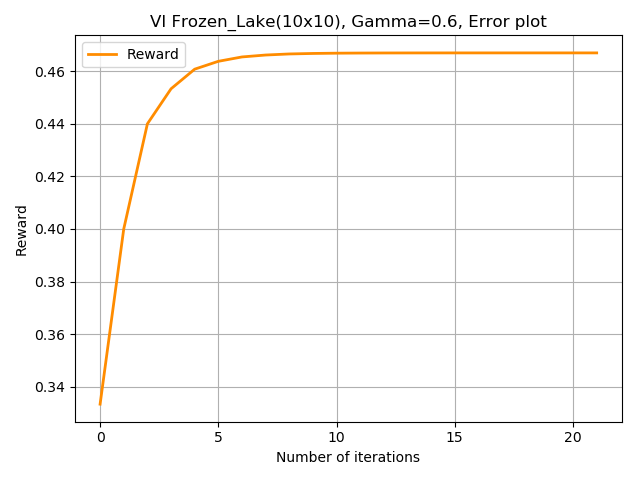 VI Frozen_Lake(10x10), Gamma=0.6, Error plot
Reward
0.46
0.44
0.42
0.40
0.38
0.36
0.34
Reward
0 5 10 15 20
Number of iterations